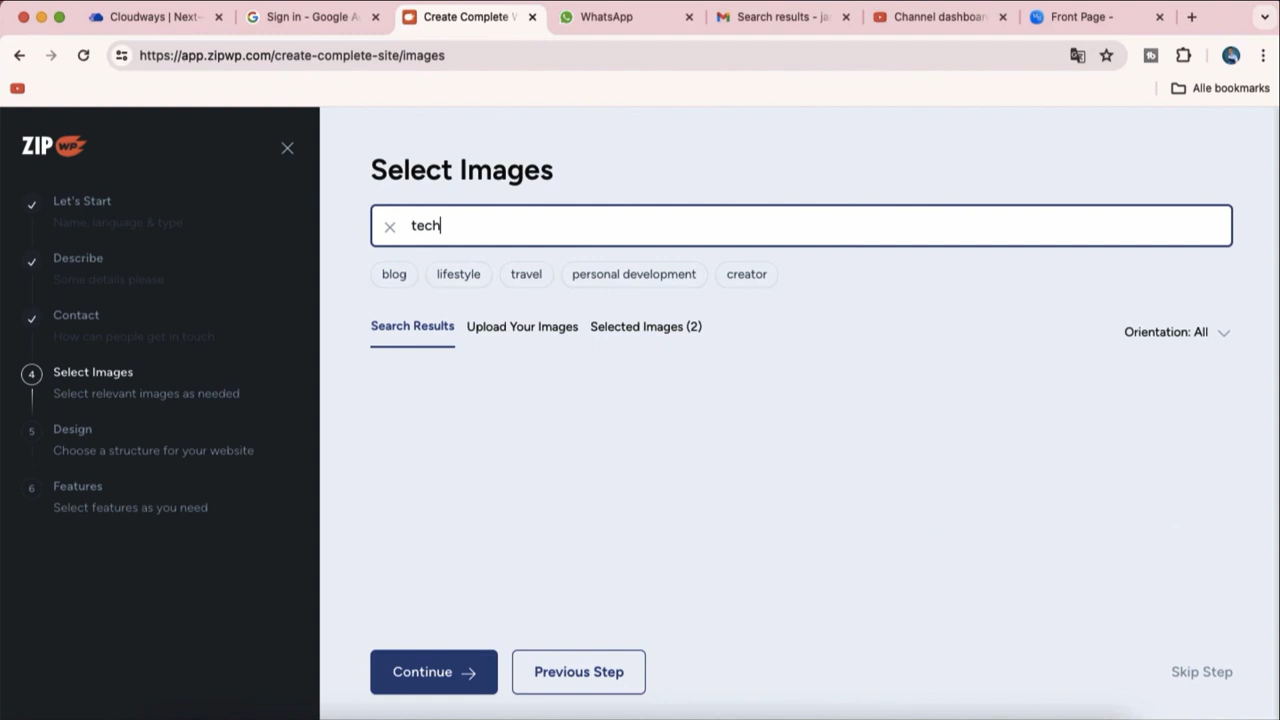 Cloudways | Next-
Sign in - Google A
Create Complete W
WhatsApp
Search results - ja
Channel dashboar
Front Page -
https://app.zipwp.com/create-complete-site/images
Alle bookmarks
ZIP WP
Let's Start
Name, language & type
Describe
Some details please
Contact
How can people get in touch
4
Select Images
Select relevant images as needed
5
Design
Choose a structure for your website
6
Features
Select features as you need
Select Images
tech
blog
lifestyle
travel
personal development
creator
Search Results
Upload Your Images
Selected Images (2)
Orientation: All
Continue
Previous Step
Skip Step